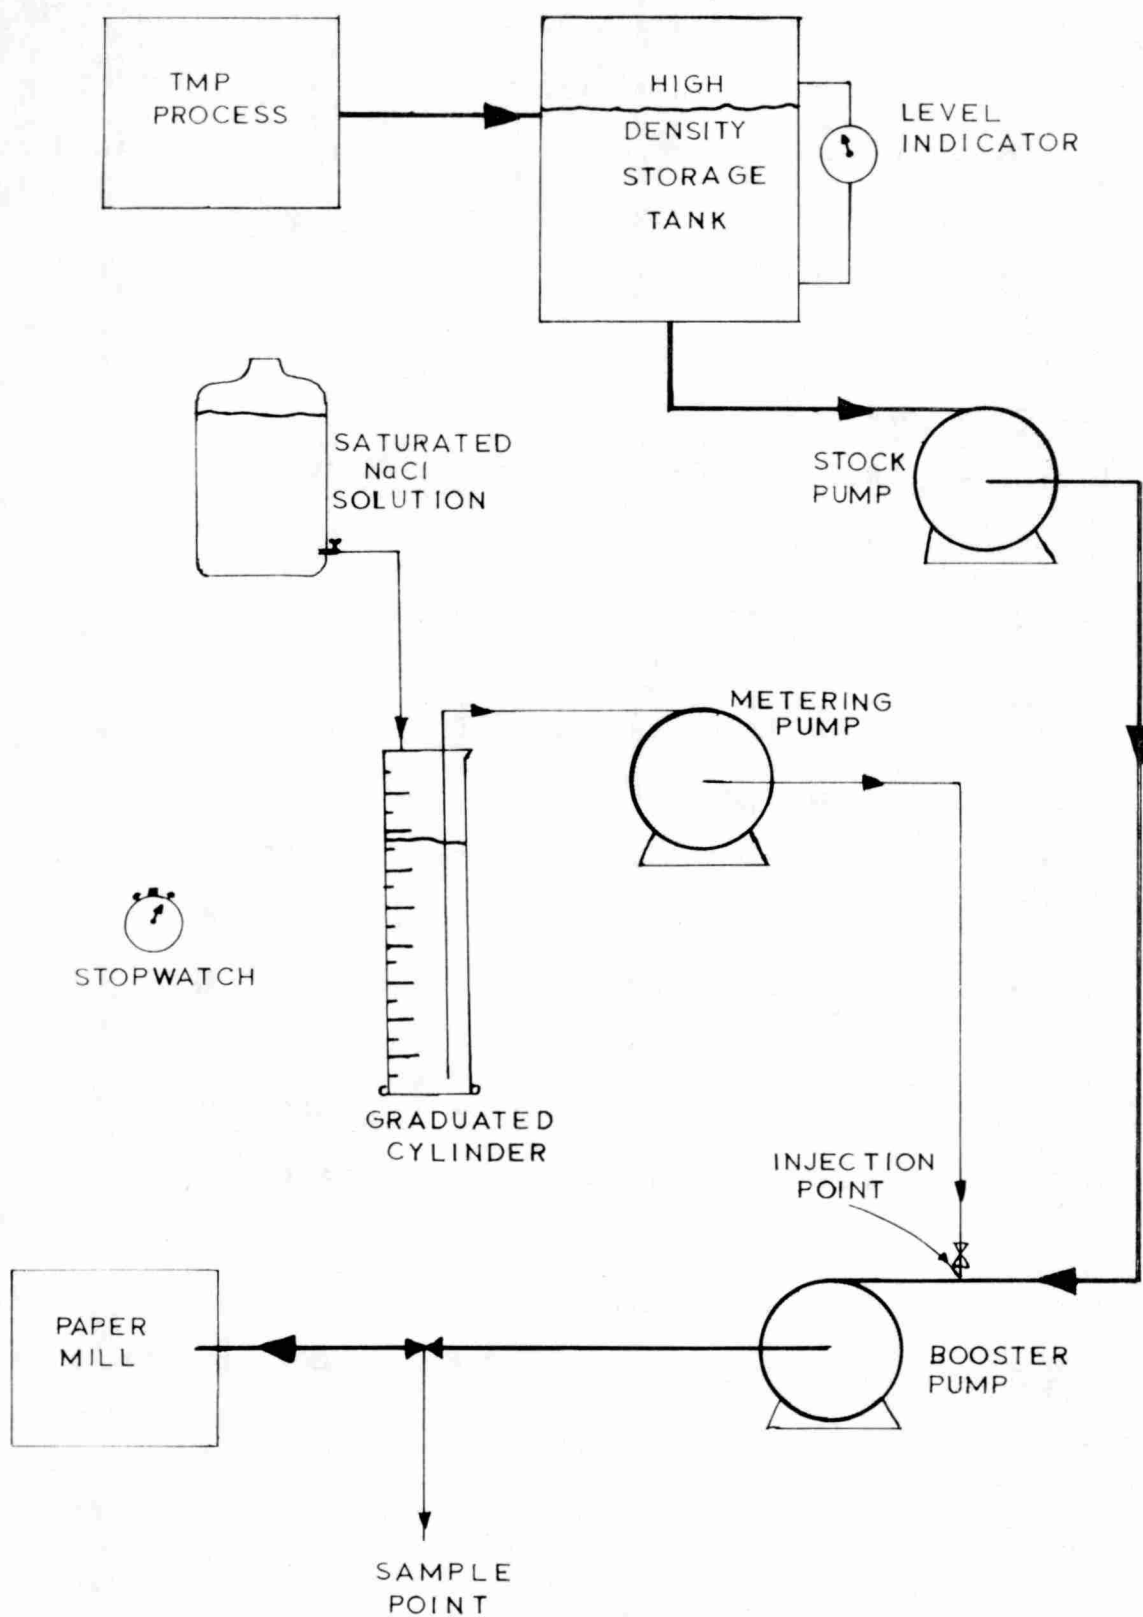 TMP
PROCESS
HIGH
DENSITY
STORAGE
TANK
LEVEL
INDICATOR
SATURATED
NaCl
SOLUTION
STOCK
PUMP
METERING
PUMP
STOPWATCH
GRADUATED
CYLINDER
INJECTION
POINT
PAPER
MILL
BOOSTER
PUMP
SAMPLE
POINT